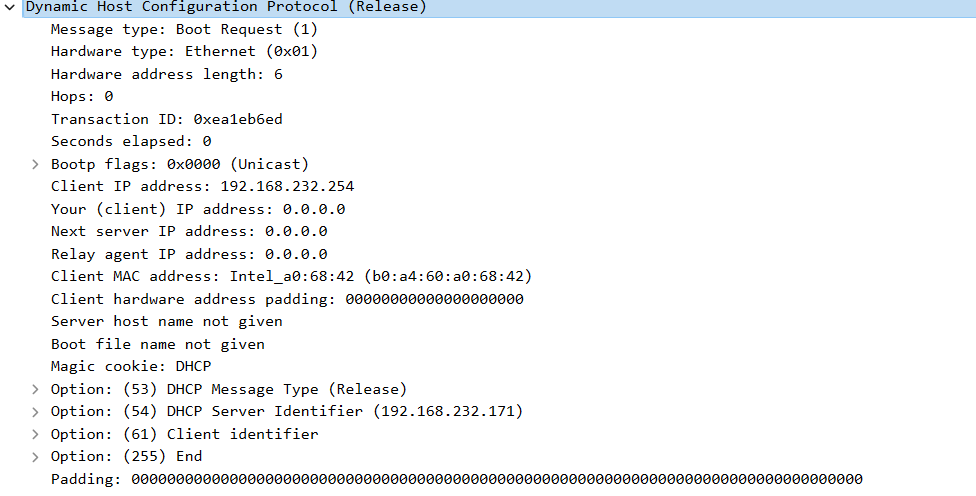 Dynamic Host Configuration Protocol (Release)
Message type: Boot Request (1)
Hardware type: Ethernet (0x01)
Hardware address length: 6
Hops: 0
Transaction ID: 0xea1eb6ed
Seconds elapsed: 0
Bootp flags: 0x0000 (Unicast)
Client IP address: 192.168.232.254
Your (client) IP address: 0.0.0.0
Next server IP address: 0.0.0.0
Relay agent IP address: 0.0.0.0
Client MAC address: Intel_a0:68:42 (b0:a4:60:a0:68:42)
Client hardware address padding: 00000000000000000000
Server host name not given
Boot file name not given
Magic cookie: DHCP
Option: (53) DHCP Message Type (Release)
Option: (54) DHCP Server Identifier (192.168.232.171)
Option: (61) Client identifier
Option: (255) End
Padding: 0000000000000000000000000000000000000000000000000000000000000000000000000000000000